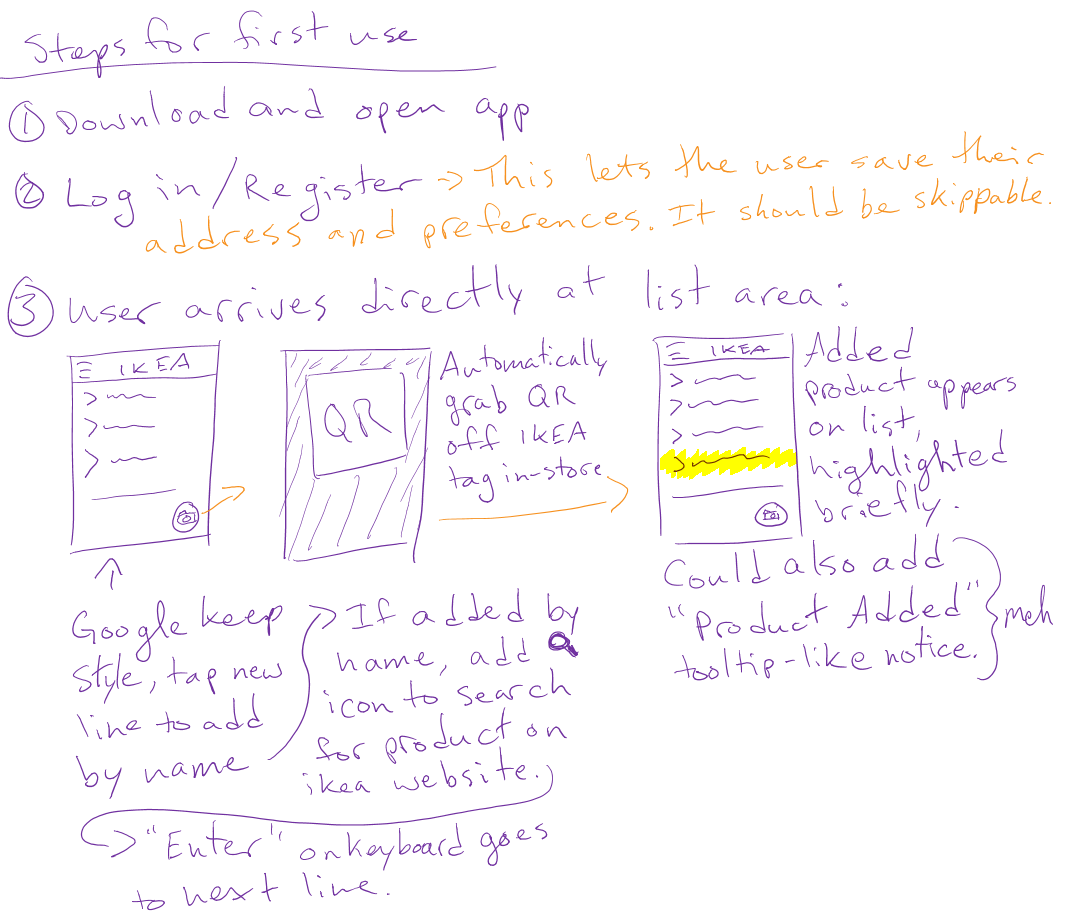 Steps for first use
① Download and open app
② Log in/Register → This lets the user save their
address and preferences. It should be skippable.
③ User arrives directly at list area:
IKEA
QR
Automatically
grab QR
off IKEA
tag in-store
IKEA
Added
product appears
on list,
highlighted
briefly.
Google keep
style, tap new
line to add
by name
If added by
name, add
icon to search
for product on
ikea website.
"Enter" on keyboard goes
to next line.
Could also add
"Product Added"
tooltip-like notice.
meh